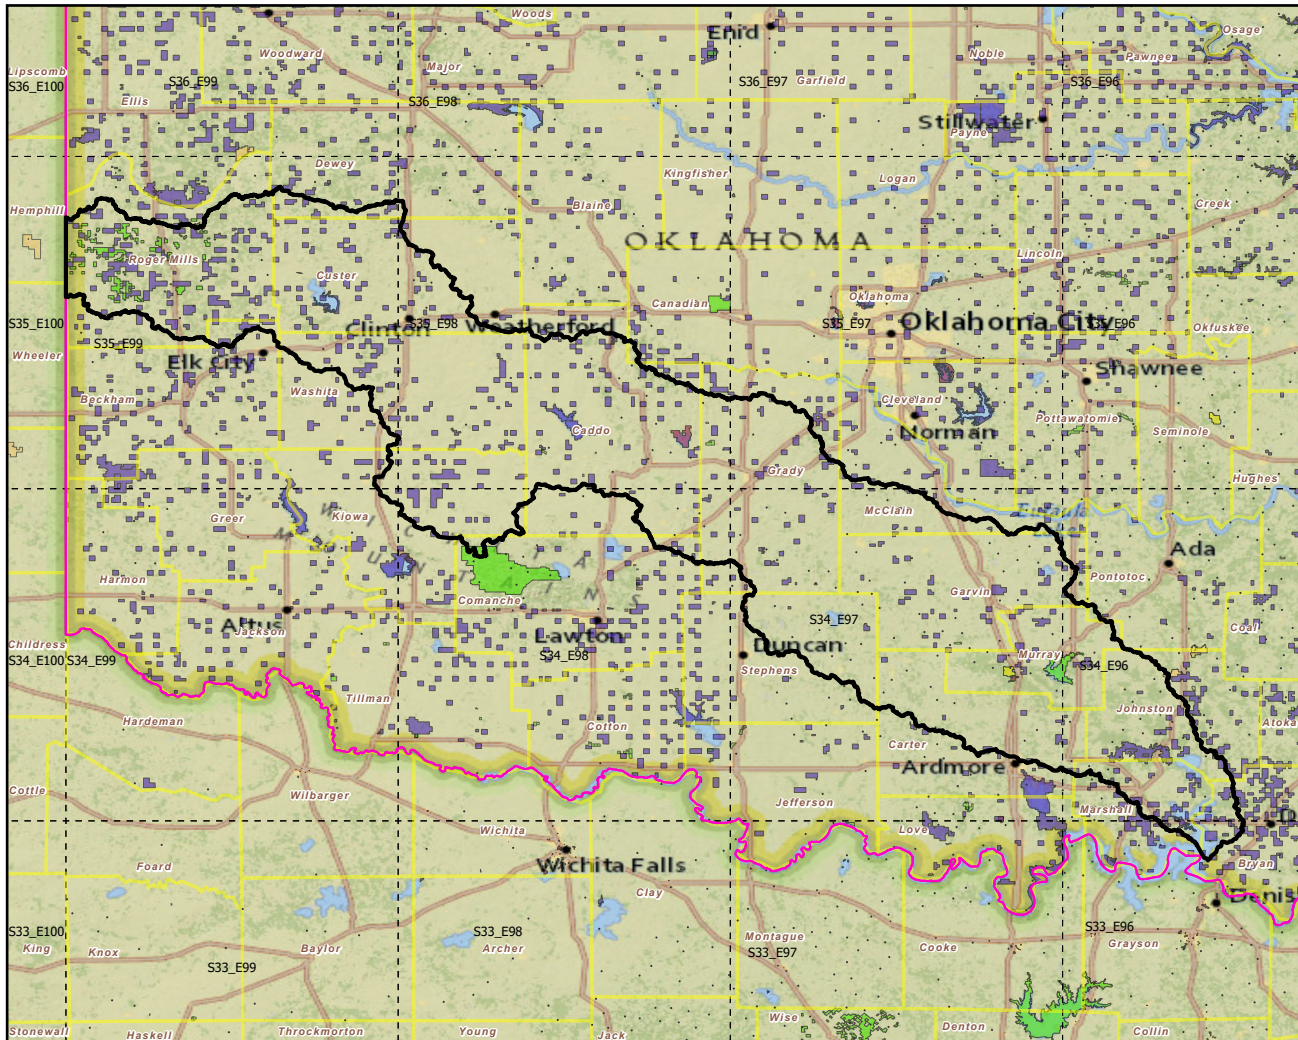 Woods
Enid
Osage
Woodward
Noble
Pawnee
Lipscomb
Major
S36_E100
S36_E99
S36_E97
Garfield
S36_E96
Ellis
S36_E98
Stillwater
Payne
Dewey
Kingfisher
Logan
Hemphill
Blaine
Creek
OKLAHOMA
Roger Mills
Custer
Lincoln
Canadian
Oklahoma
S35_E100
Clinton
S35_E98
Weatherford
S35_E97
Oklahoma City
S35_E96
Okfuskee
S35_E99
Wheeler
Elk City
Shawnee
Beckham
Washita
Cleveland
Pottawatomie
Caddo
Norman
Seminole
Grady
Hughes
Greer
Kiowa
McClain
WICHITA
MOUNTAINS
Eufaula
Ada
Harmon
Pontotoc
Comanche
Garvin
Altus
Jackson
Lawton
S34_E97
Coal
Childress
Duncan
S34_E100
S34_E99
S34_E98
Stephens
Murray
S34_E96
Tillman
Johnston
Hardeman
Cotton
Atoka
Carter
Ardmore
Cottle
Wilbarger
Jefferson
Marshall
D
Wichita
Love
Foard
Wichita Falls
Bryan
Clay
Denis
S33_E100
S33_E98
S33_E96
King
Knox
Baylor
Archer
Montague
Cooke
Grayson
S33_E99
S33_E97
Stonewall
Haskell
Throckmorton
Young
Jack
Wise
Denton
Collin